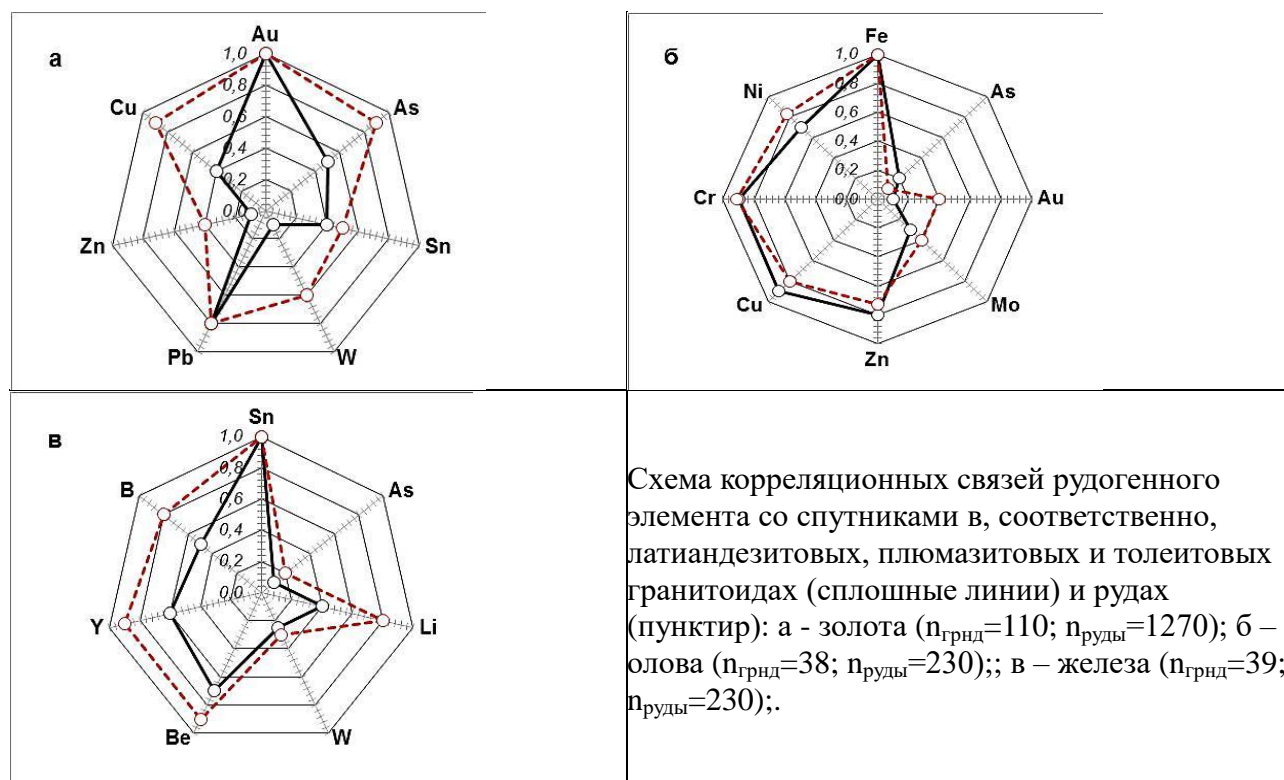 а
Au
1,0
0,8
0,6
0,4
0,2
0,0
Cu
As
Zn
Sn
Pb
W
б
Fe
1,0
0,8
0,6
0,4
0,2
0,0
Ni
As
Cr
Au
Cu
Mo
Zn
в
Sn
1,0
0,8
0,6
0,4
0,2
0,0
B
As
Y
Li
Be
W
Схема корреляционных связей рудогенного
элемента со спутниками в, соответственно,
латиандезитовых, плюмазитовых и толеитовых
гранитоидах (сплошные линии) и рудах
(пунктир): а - золота (nгрнд=110; nруды=1270); б –
олова (nгрнд=38; nруды=230);; в – железа (nгрнд=39;
nруды=230);.